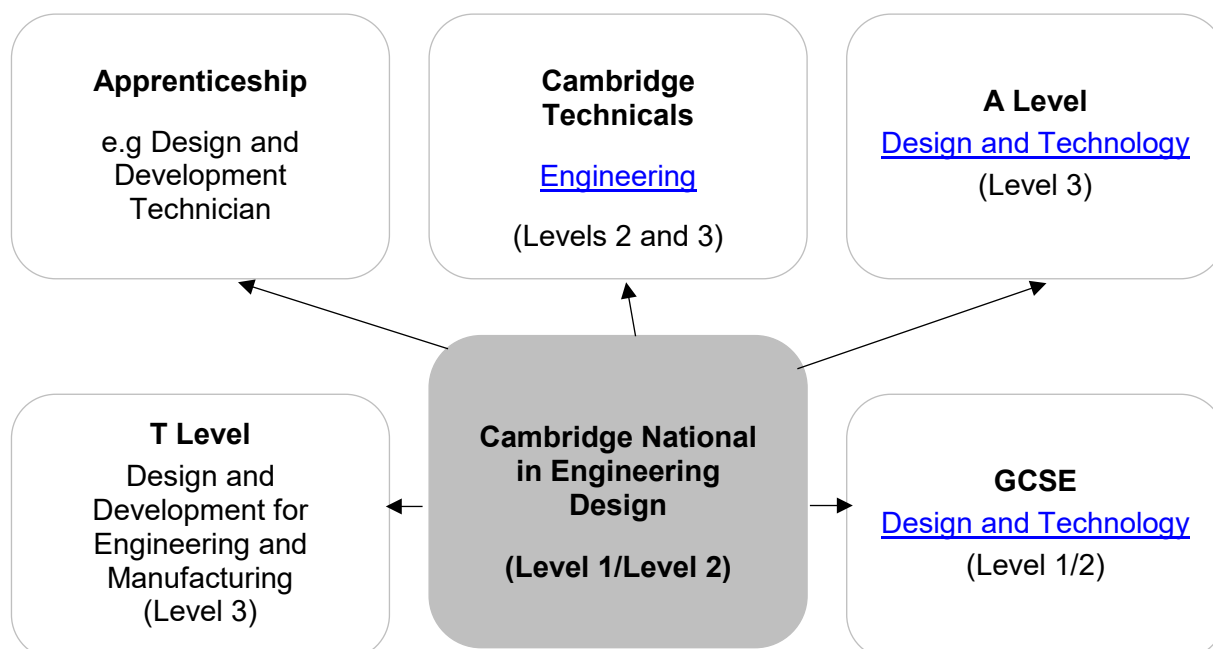 Apprenticeship
e.g Design and
Development
Technician
Cambridge
Technicals
Engineering
(Levels 2 and 3)
A Level
Design and Technology
(Level 3)
T Level
Design and
Development for
Engineering and
Manufacturing
(Level 3)
Cambridge National
in Engineering
Design
(Level 1/Level 2)
GCSE
Design and Technology
(Level 1/2)